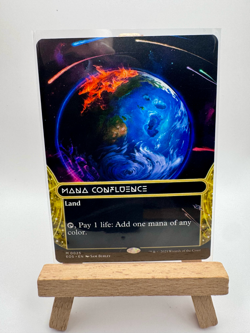 MANA CONFLUENCE
Land
, Pay 1 life: Add one mana of any
color.